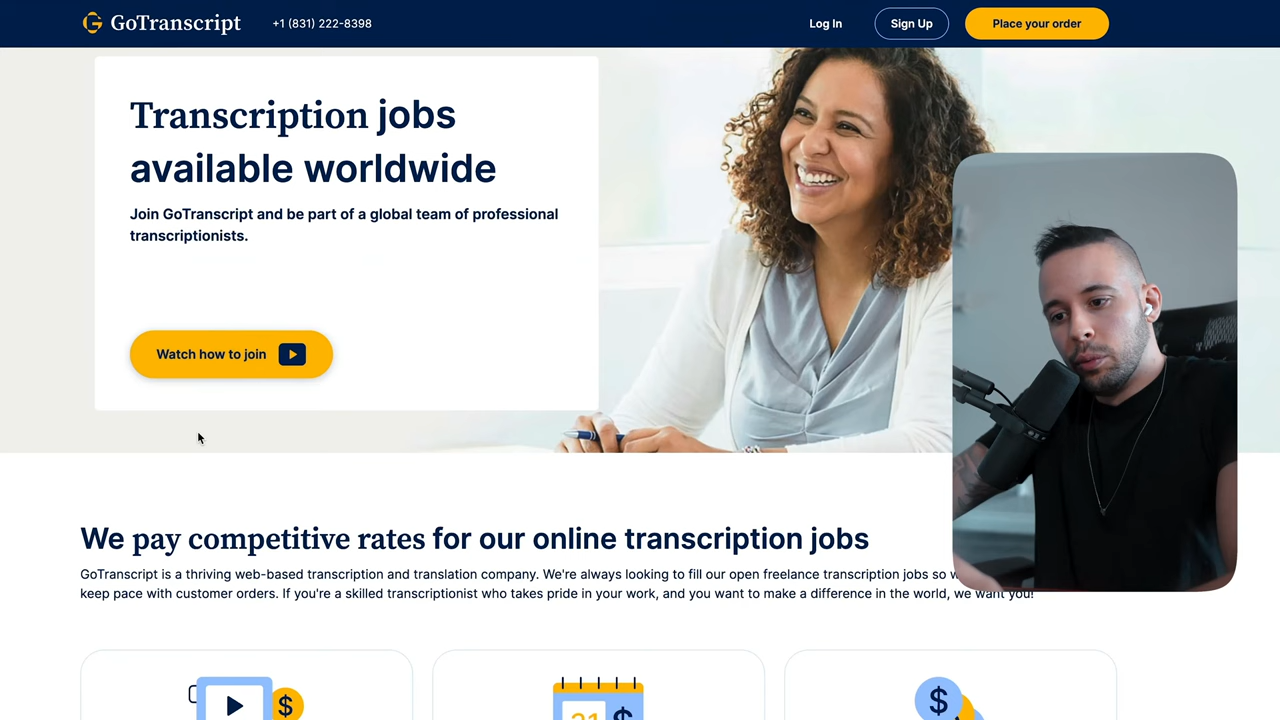 GoTranscript
+1 (831) 222-8398
Log In
Sign Up
Place your order
Transcription jobs
available worldwide
Join GoTranscript and be part of a global team of professional
transcriptionists.
Watch how to join
We pay competitive rates for our online transcription jobs
GoTranscript is a thriving web-based transcription and translation company. We're always looking to fill our open freelance transcription jobs so
keep pace with customer orders. If you're a skilled transcriptionist who takes pride in your work, and you want to make a difference in the world, we want you!
$
$
$